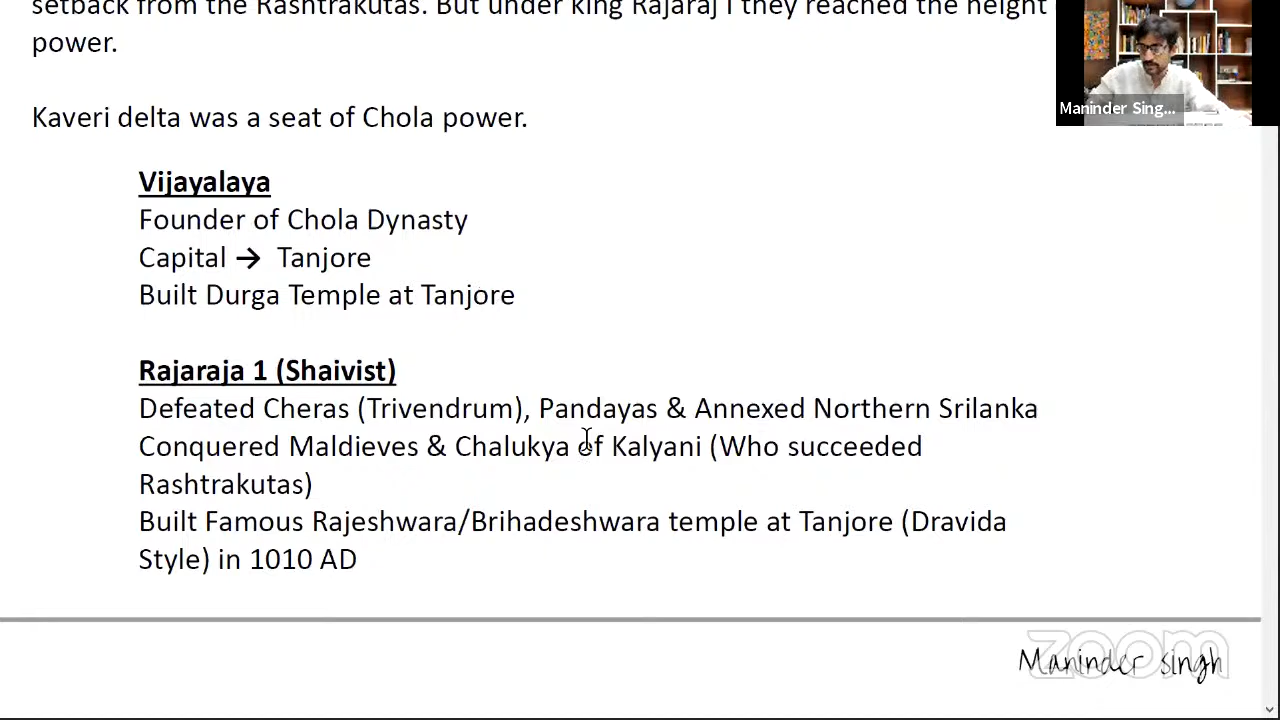 setback from the Rashtrakutas. But under king Rajaraj I they reached the height
power.
Maninder Sing...
Kaveri delta was a seat of Chola power.
Vijayalaya
Founder of Chola Dynasty
Capital → Tanjore
Built Durga Temple at Tanjore
Rajaraja 1 (Shaivist)
Defeated Cheras (Trivendrum), Pandayas & Annexed Northern Srilanka
Conquered Maldieves & Chalukya of Kalyani (Who succeeded
Rashtrakutas)
Built Famous Rajeshwara/Brihadeshwara temple at Tanjore (Dravida
Style) in 1010 AD
zoom
Maninder singh